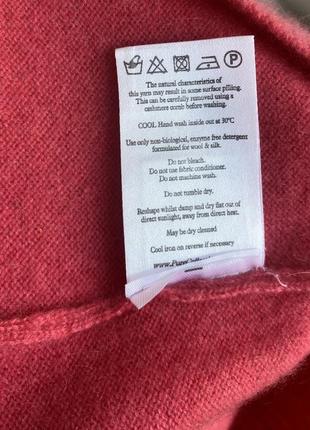 P
The natural characteristics of
this yarn may result in some surface pilling.
This can be carefully removed using a
cashmere comb before washing.
COOL Hand wash inside out at 30°C
Use only non-biological, enzyme free detergent
formulated for wool & silk.
Do not bleach.
Do not use fabric conditioner.
Do not machine wash.
Do not tumble dry.
Reshape whilst damp and dry flat out of
direct sunlight, away from direct heat.
May be dry cleaned
Cool iron on reverse if necessary